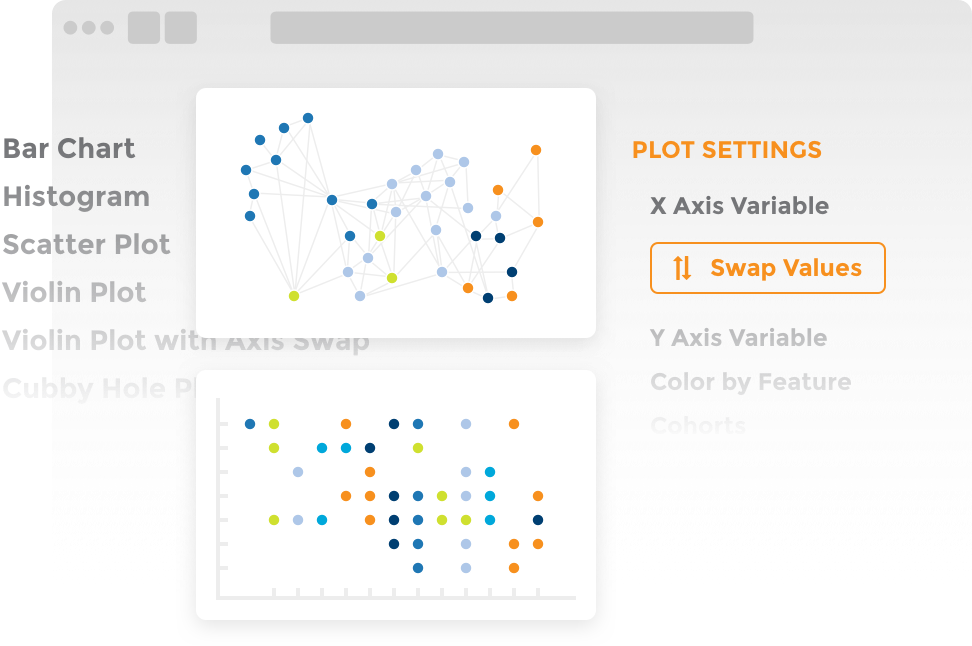 Bar Chart
Histogram
Scatter Plot
Violin Plot
Violin Plot with Axis Swap
Cubby Hole
PLOT SETTINGS
X Axis Variable
Swap Values
Y Axis Variable
Color by Feature
Cohorts